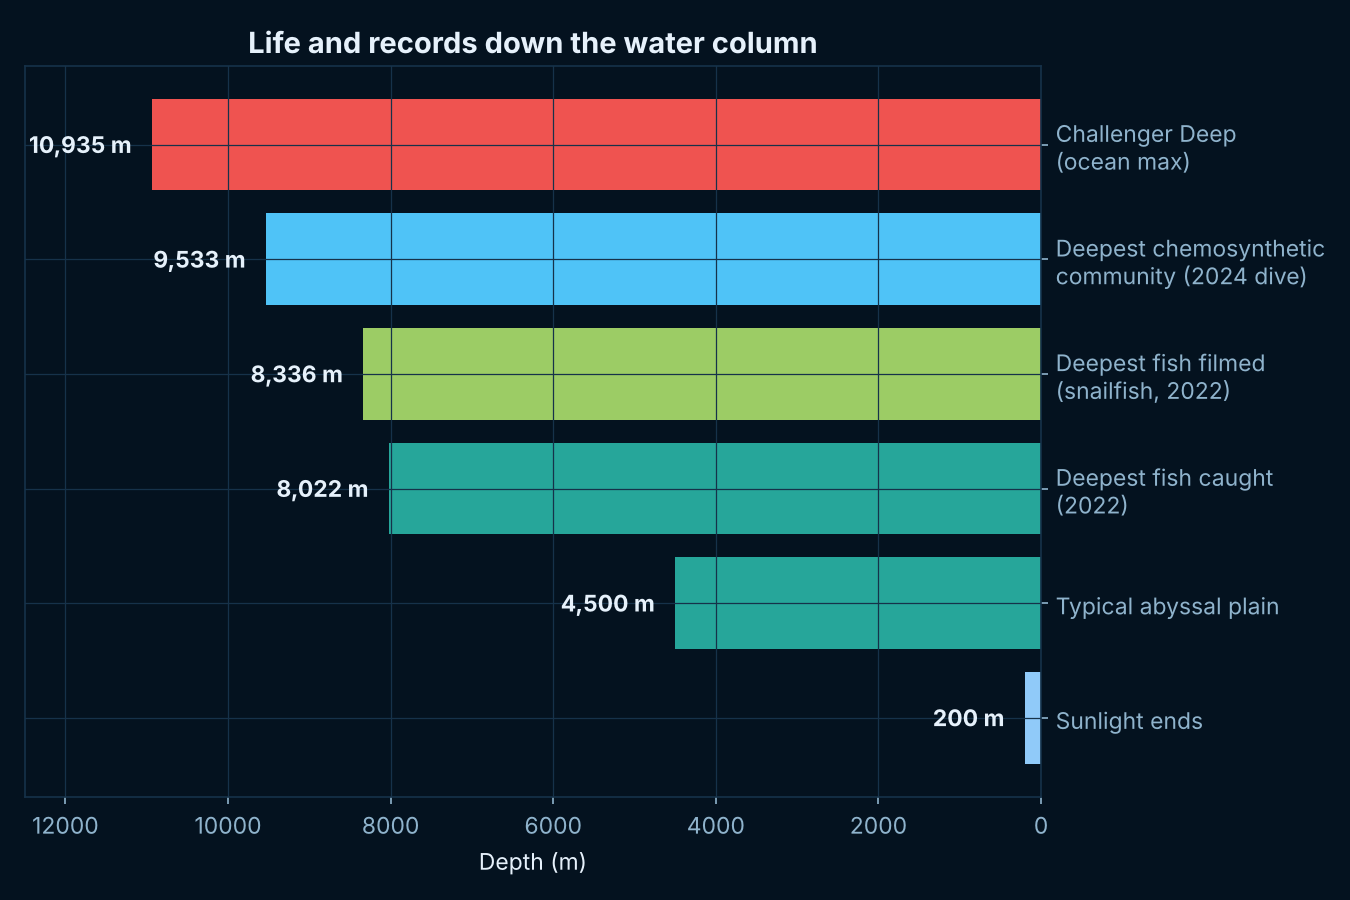 Life and records down the water column
10,935 m
Challenger Deep
(ocean max)
9,533 m
Deepest chemosynthetic
community (2024 dive)
8,336 m
Deepest fish filmed
(snailfish, 2022)
8,022 m
Deepest fish caught
(2022)
4,500 m
Typical abyssal plain
200 m
Sunlight ends
12000 10000 8000 6000 4000 2000 0
Depth (m)